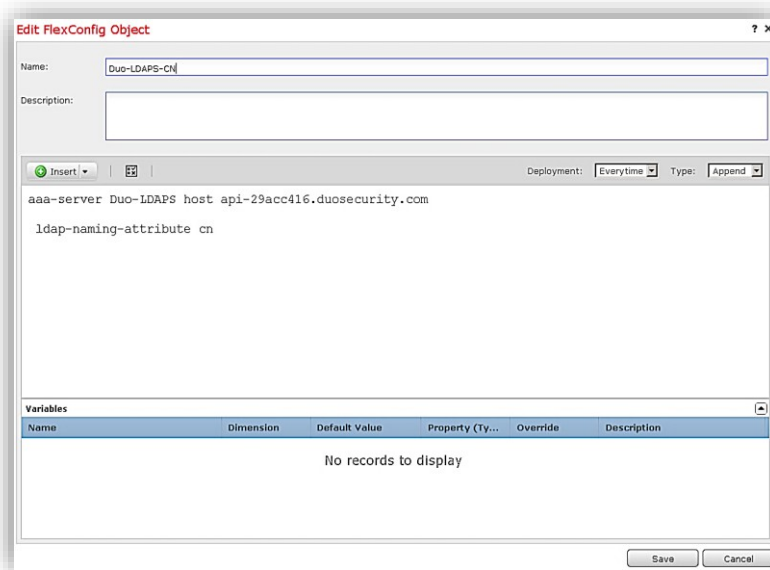 Edit FlexConfig Object ? X
Name: Duo-LDAPS-CN
Description:
Insert Deployment: Everytime Type: Append
aaa-server Duo-LDAPS host api-29acc416.duosecurity.com
ldap-naming-attribute cn
Variables
Name Dimension Default Value Property (Ty... Override Description
No records to display
Save Cancel